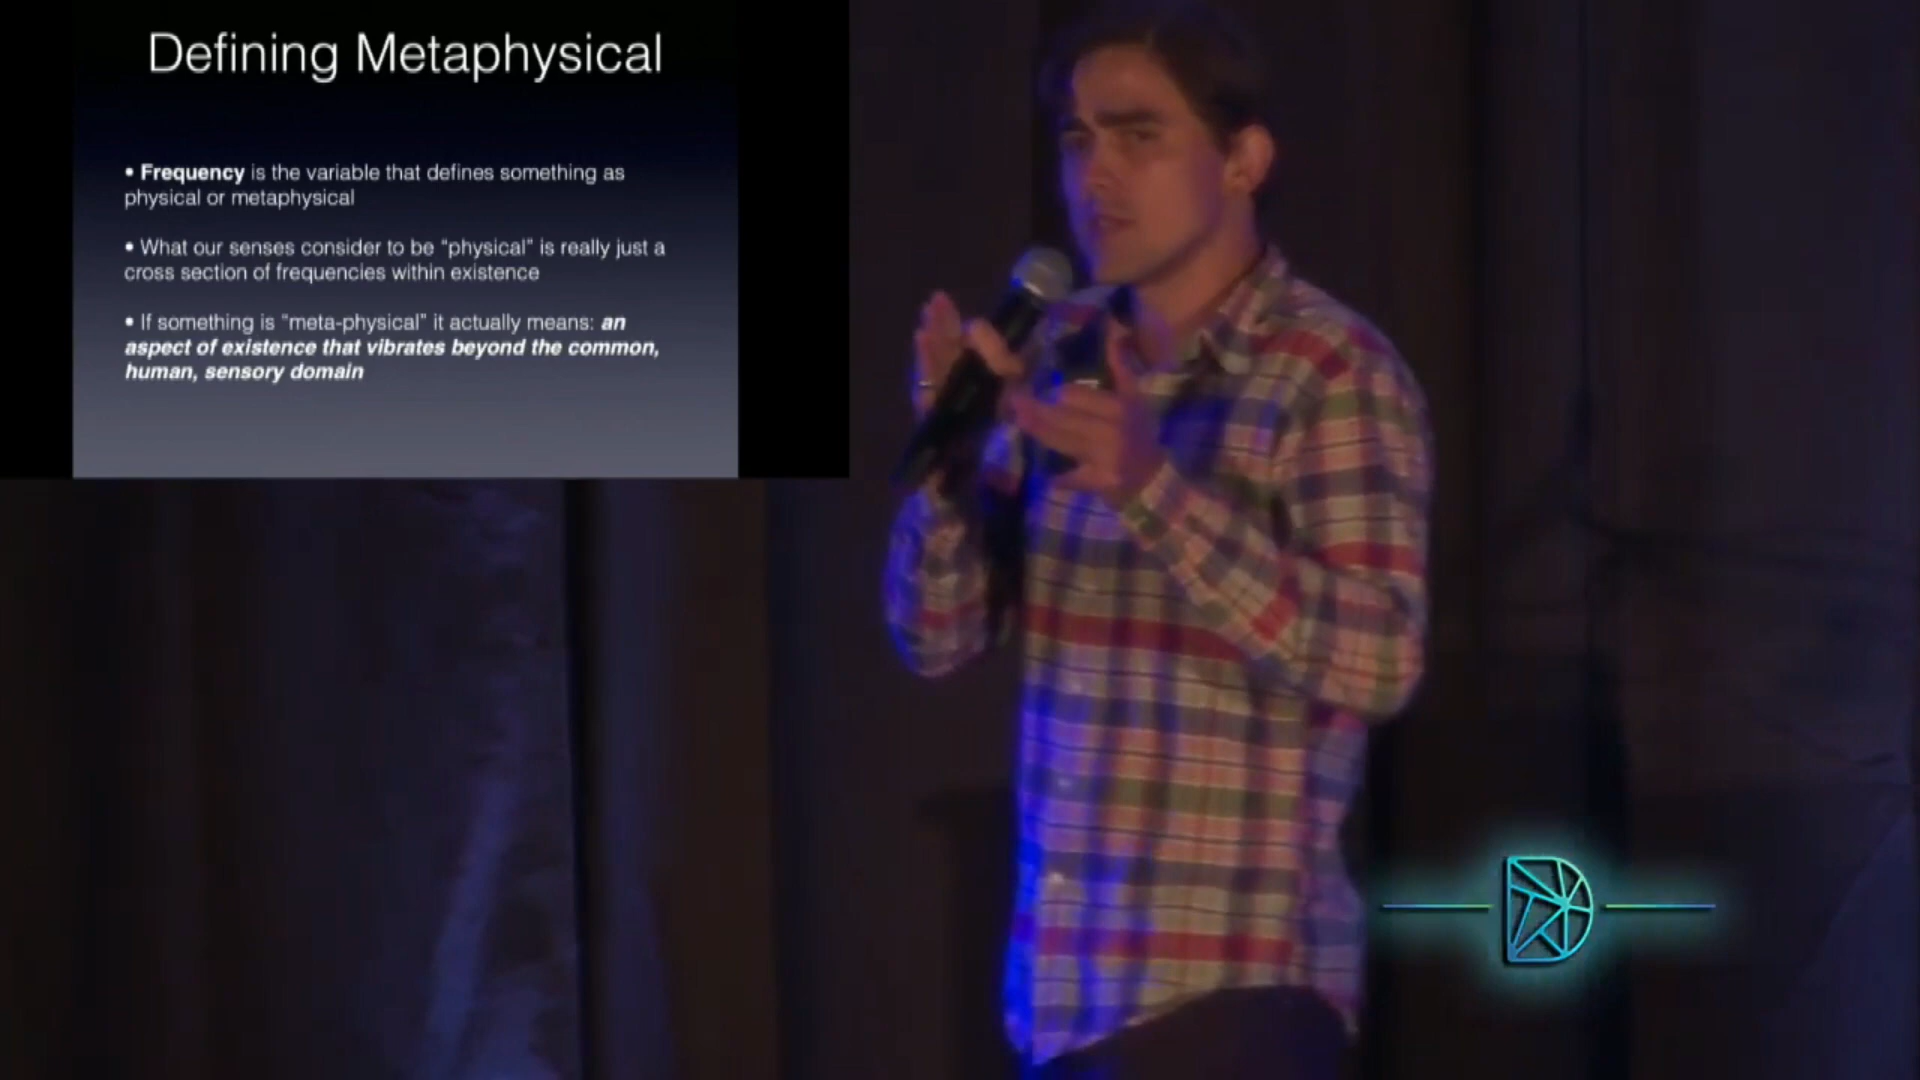 Defining Metaphysical
• Frequency is the variable that defines something as
physical or metaphysical
• What our senses consider to be “physical” is really just a
cross section of frequencies within existence
• If something is “meta-physical” it actually means: an
aspect of existence that vibrates beyond the common,
human, sensory domain
D